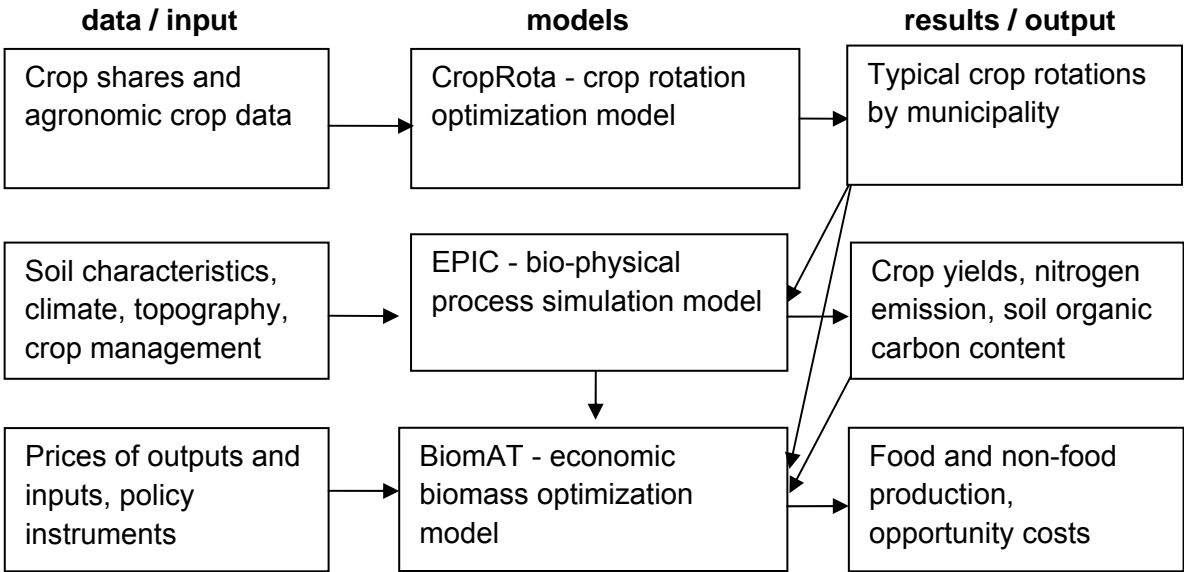 data / input
models
results / output
Crop shares and
agronomic crop data
CropRota - crop rotation
optimization model
Typical crop rotations
by municipality
Soil characteristics,
climate, topography,
crop management
EPIC - bio-physical
process simulation model
Crop yields, nitrogen
emission, soil organic
carbon content
Prices of outputs and
inputs, policy
instruments
BiomAT - economic
biomass optimization
model
Food and non-food
production,
opportunity costs